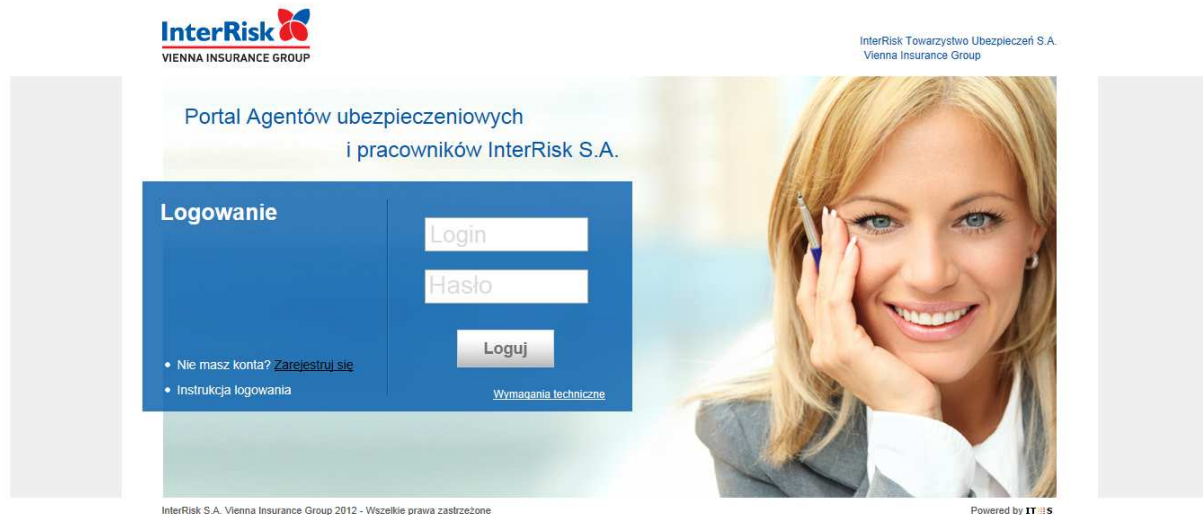 InterRisk
VIENNA INSURANCE GROUP
InterRisk Towarzystwo Ubezpieczeń S.A.
Vienna Insurance Group
Portal Agentów ubezpieczeniowych
i pracowników InterRisk S.A.
Logowanie
Login
Hasło
Loguj
Nie masz konta? Zarejestruj się
Instrukcja logowania
Wymagania techniczne
InterRisk S.A. Vienna Insurance Group 2012 - Wszelkie prawa zastrzeżone
Powered by